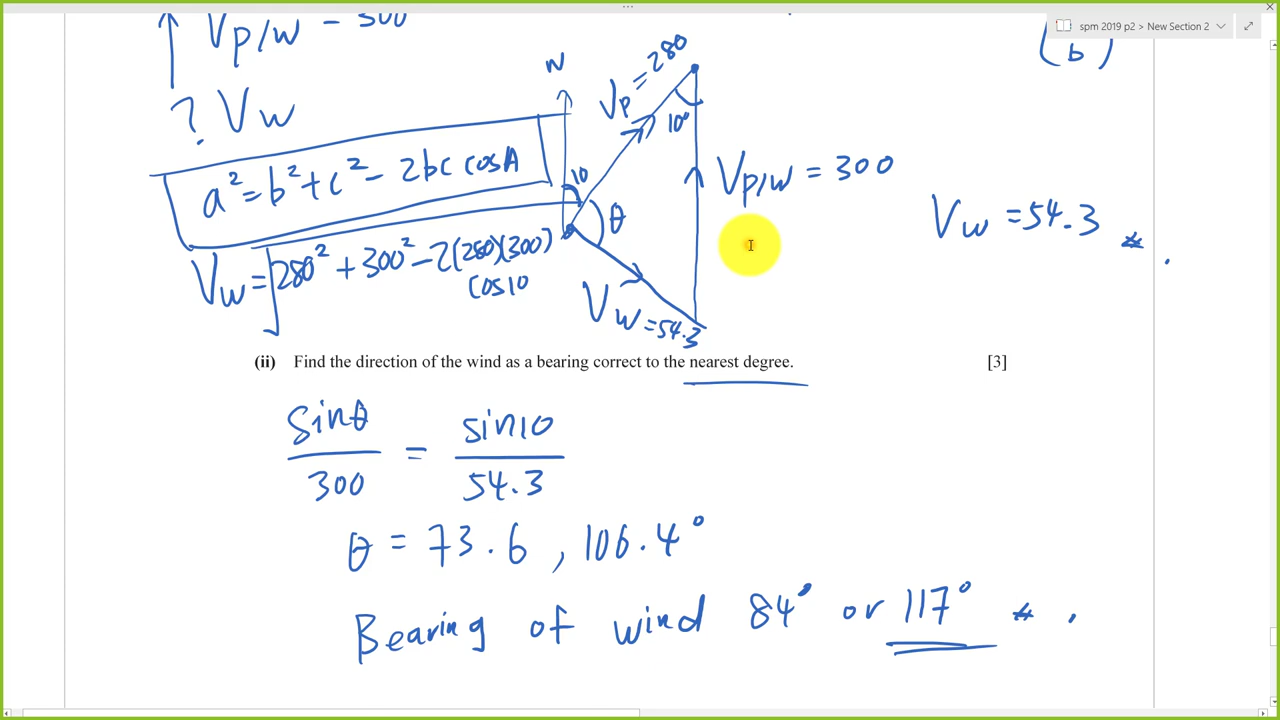 spm 2019 p2 > New Section 2
Vp/w = 300
(b)
? Vw
N
Vp = 280
10°
a² = b² + c² - 2bc cosA
10
θ
Vp/w = 300
Vw = 54.3
Vw = √280² + 300² - 2(280)(300)
cos10
Vw = 54.3
(ii) Find the direction of the wind as a bearing correct to the nearest degree. [3]
sinθ/300 = sin10/54.3
θ = 73.6, 106.4°
Bearing of wind 84° or 117°